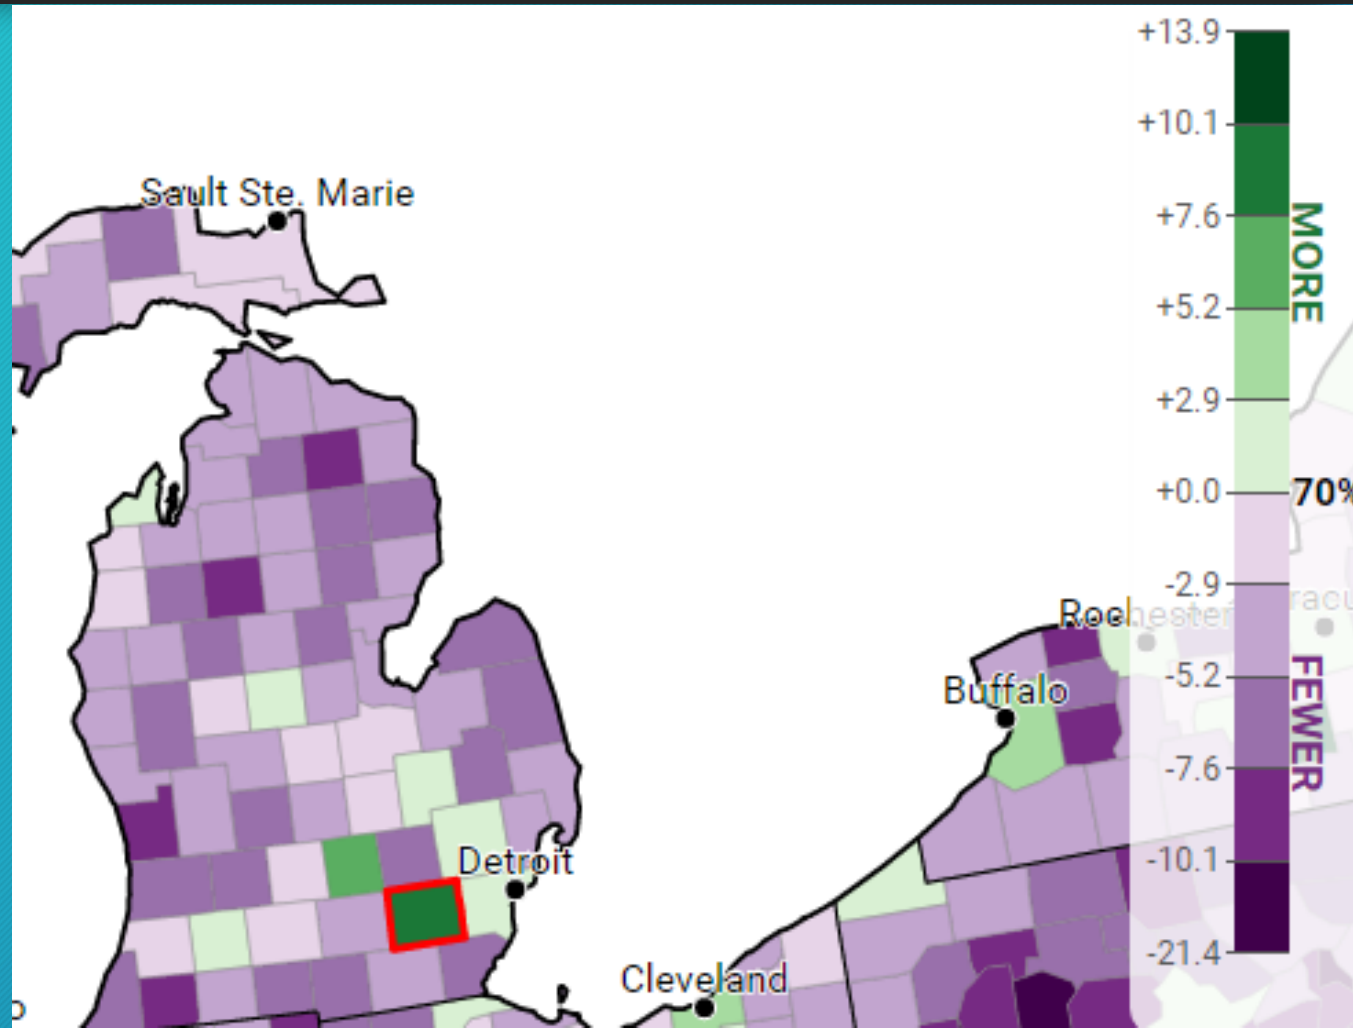 +13.9
+10.1
Sault Ste. Marie
+7.6
MORE
+5.2
+2.9
+0.0
70%
-2.9
Rochester
racu
-5.2
Buffalo
FEWER
-7.6
-10.1
Detroit
-21.4
Cleveland
o